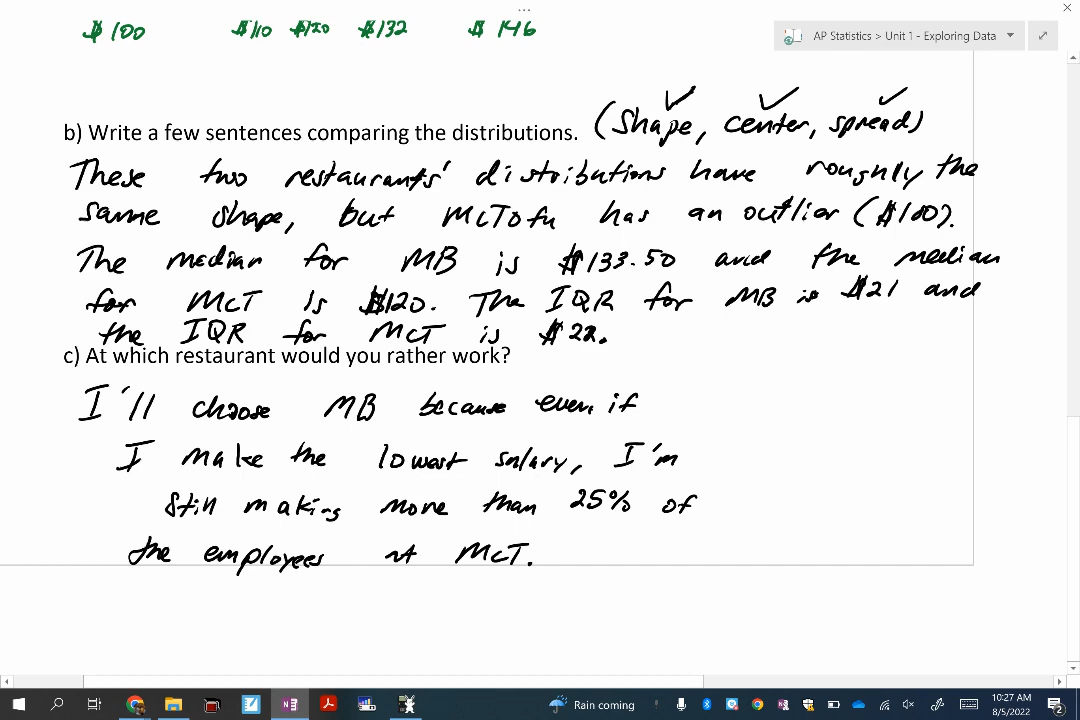 $100 $110 $120 $132 $146
AP Statistics > Unit 1 - Exploring Data
b) Write a few sentences comparing the distributions. (shape, center, spread)
These two restaurants' distributions have roughly the
same shape, but McTofu has an outlier ($100).
The median for MB is $133.50 and the median
for McT is $120. The IQR for MB is $21 and
the IQR for McT is $22.
c) At which restaurant would you rather work?
I'll choose MB because even if
I make the lowest salary, I'm
still making more than 25% of
the employees at McT.
Rain coming
10:27 AM
8/5/2022